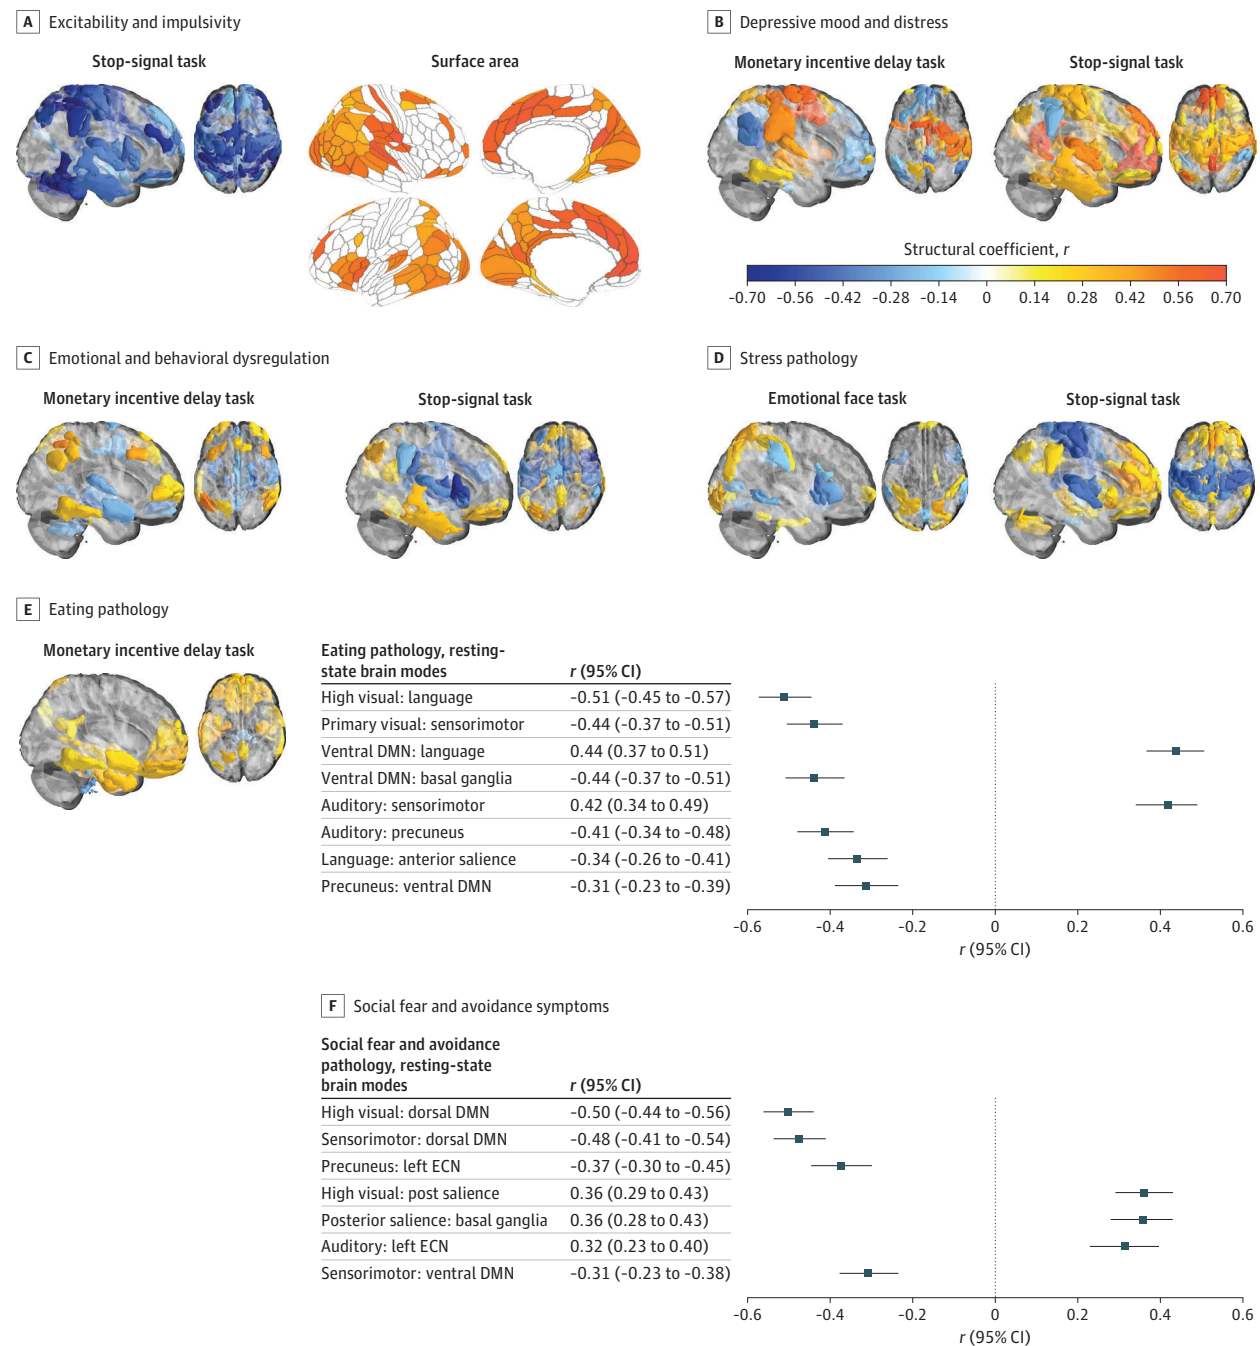 A Excitability and impulsivity
Stop-signal task
Surface area
B Depressive mood and distress
Monetary incentive delay task
Stop-signal task
Structural coefficient, r
-0.70 -0.56 -0.42 -0.28 -0.14 0 0.14 0.28 0.42 0.56 0.70
C Emotional and behavioral dysregulation
Monetary incentive delay task
Stop-signal task
D Stress pathology
Emotional face task
Stop-signal task
E Eating pathology
Monetary incentive delay task
Eating pathology, resting-
state brain modes r (95% CI)
High visual: language -0.51 (-0.45 to -0.57)
Primary visual: sensorimotor -0.44 (-0.37 to -0.51)
Ventral DMN: language 0.44 (0.37 to 0.51)
Ventral DMN: basal ganglia -0.44 (-0.37 to -0.51)
Auditory: sensorimotor 0.42 (0.34 to 0.49)
Auditory: precuneus -0.41 (-0.34 to -0.48)
Language: anterior salience -0.34 (-0.26 to -0.41)
Precuneus: ventral DMN -0.31 (-0.23 to -0.39)
-0.6 -0.4 -0.2 0 0.2 0.4 0.6
r (95% CI)
F Social fear and avoidance symptoms
Social fear and avoidance
pathology, resting-state
brain modes r (95% CI)
High visual: dorsal DMN -0.50 (-0.44 to -0.56)
Sensorimotor: dorsal DMN -0.48 (-0.41 to -0.54)
Precuneus: left ECN -0.37 (-0.30 to -0.45)
High visual: post salience 0.36 (0.29 to 0.43)
Posterior salience: basal ganglia 0.36 (0.28 to 0.43)
Auditory: left ECN 0.32 (0.23 to 0.40)
Sensorimotor: ventral DMN -0.31 (-0.23 to -0.38)
-0.6 -0.4 -0.2 0 0.2 0.4 0.6
r (95% CI)